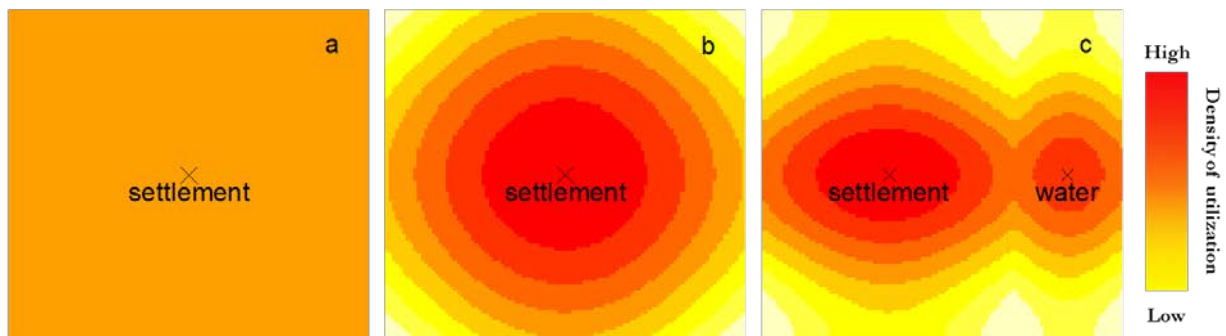 a
settlement
b
settlement
c
settlement
water
High
Density of
utilization
Low